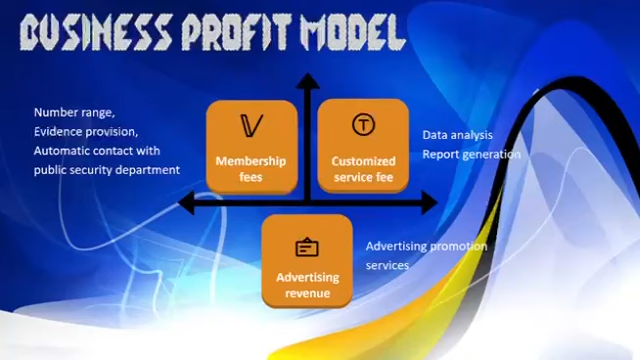 BUSINESS PROFIT MODEL
Number range,
Evidence provision,
Automatic contact with
public security department
Membership
fees
Customized
service fee
Data analysis
Report generation
Advertising
revenue
Advertising promotion
services